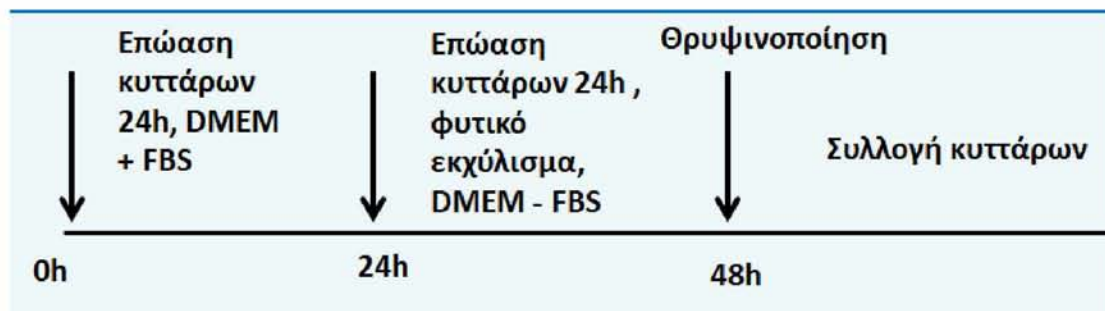 Επώαση
κυττάρων
24h, DMEM
+ FBS
Επώαση
κυττάρων 24h ,
φυτικό
εκχύλισμα,
DMEM - FBS
Θρυψινοποίηση
Συλλογή κυττάρων
0h
24h
48h